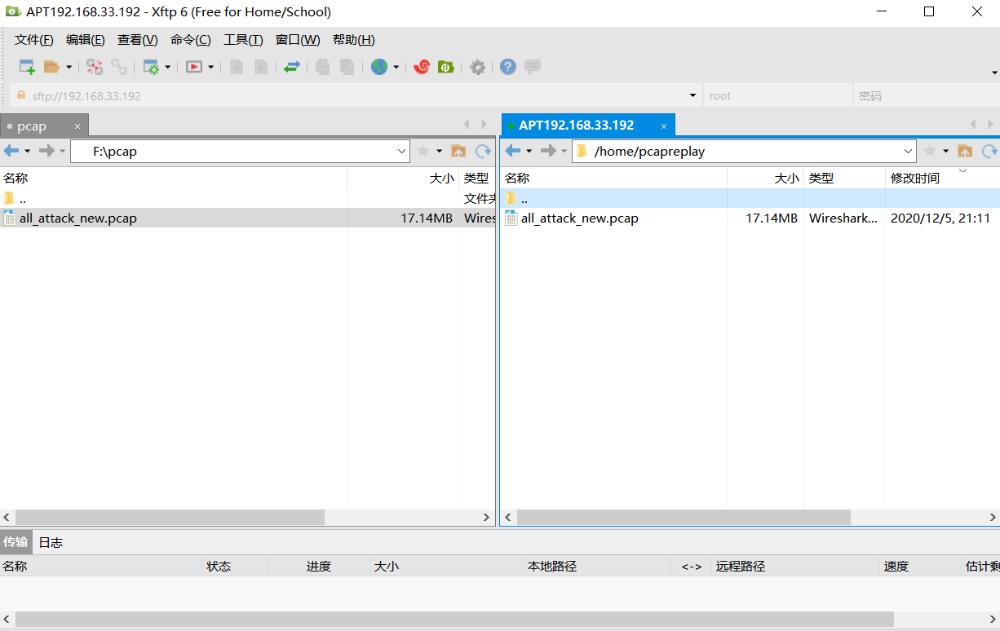 APT192.168.33.192 - Xftp 6 (Free for Home/School)
文件(F) 编辑(E) 查看(V) 命令(C) 工具(T) 窗口(W) 帮助(H)
sftp://192.168.33.192 root 密码
pcap × APT192.168.33.192 ×
F:\pcap /home/pcapreplay
名称 大小 类型 名称 大小 类型 修改时间
.. 文件夹 ..
all_attack_new.pcap 17.14MB Wires all_attack_new.pcap 17.14MB Wireshark... 2020/12/5, 21:11
传输 日志
名称 状态 进度 大小 本地路径 <-> 远程路径 速度 估计剩